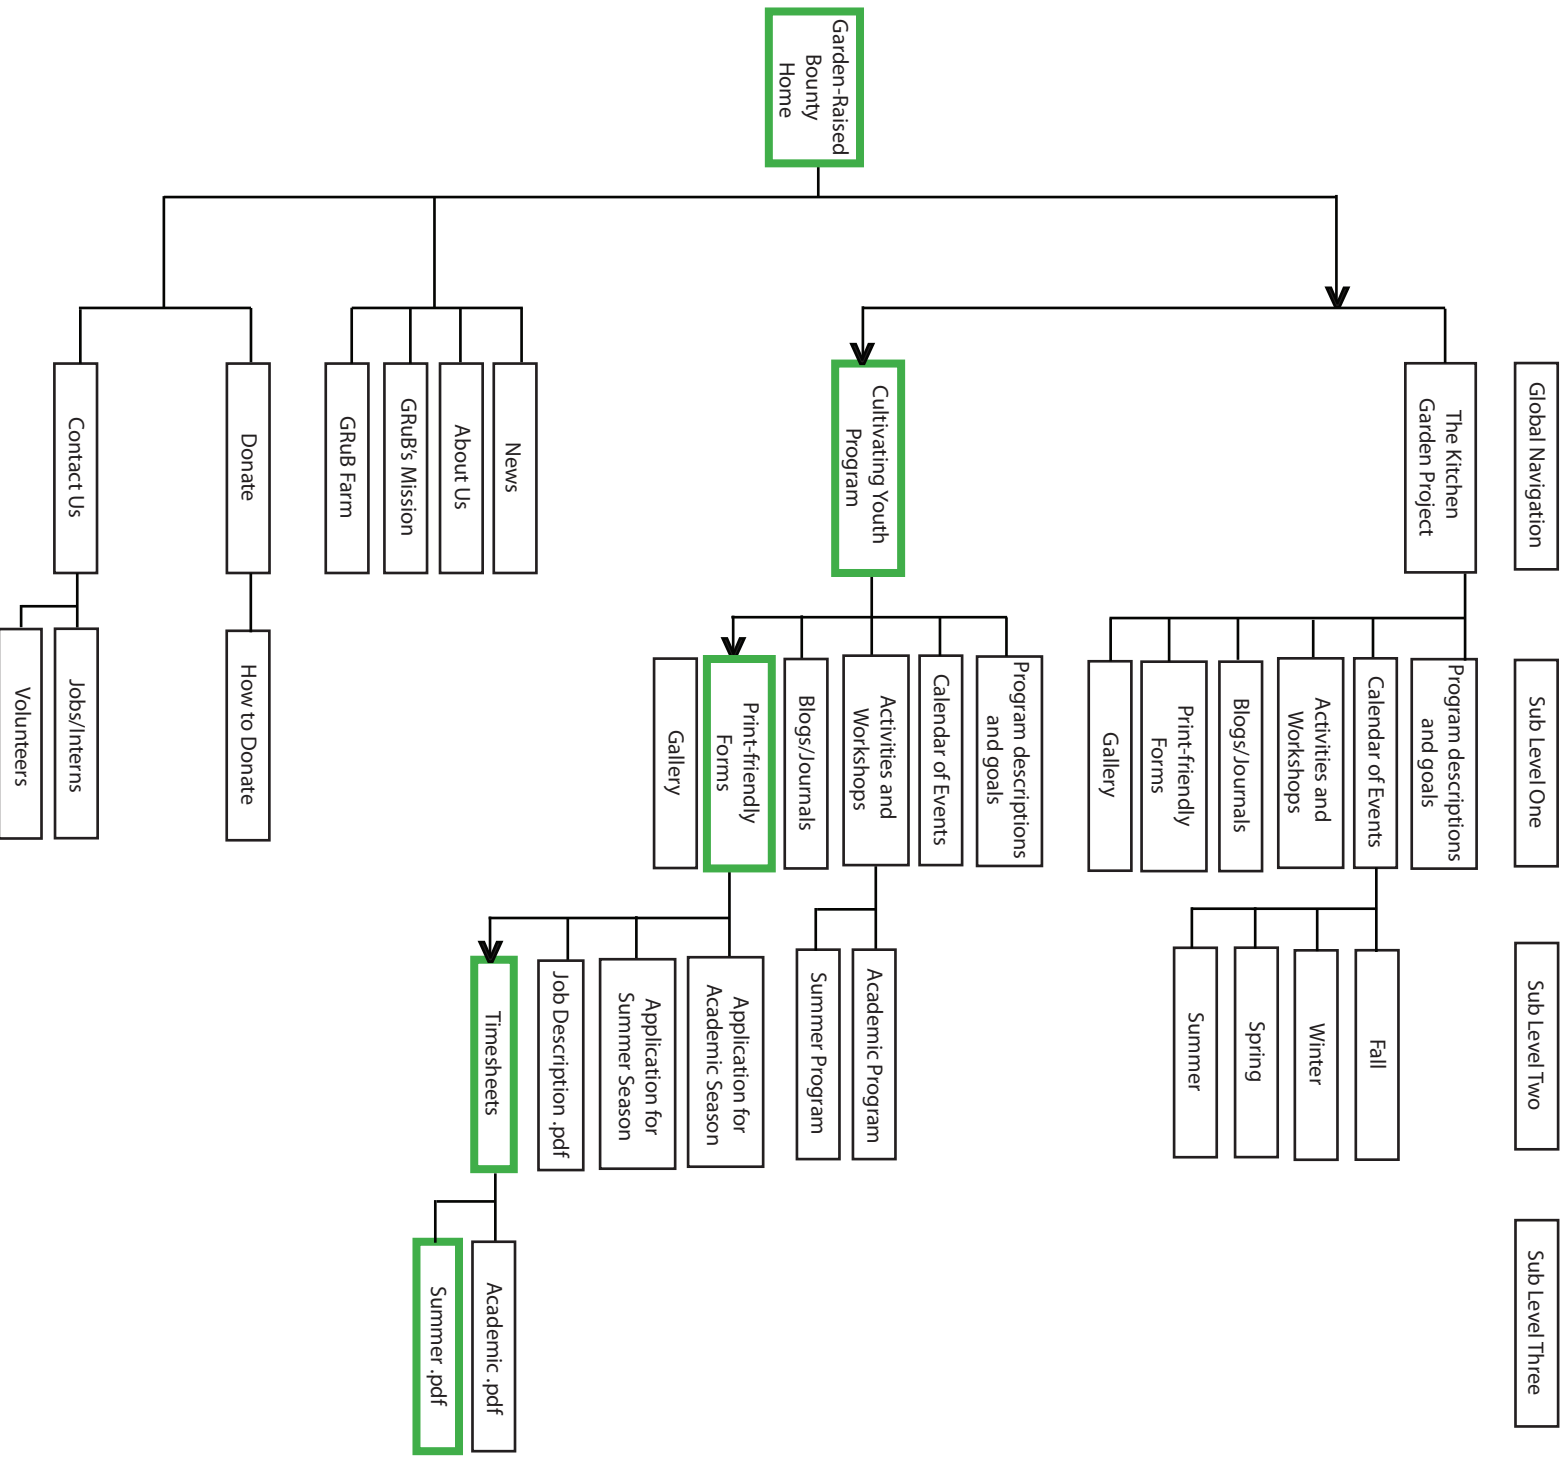 Garden-Raised
Bounty
Home
Global Navigation
The Kitchen
Garden Project
Cultivating Youth
Program
News
About Us
GRuB's Mission
GRuB Farm
Donate
Contact Us
Sub Level One
Program descriptions
and goals
Calendar of Events
Activities and
Workshops
Blogs/Journals
Print-friendly
Forms
Gallery
Program descriptions
and goals
Calendar of Events
Activities and
Workshops
Blogs/Journals
Print-friendly
Forms
Gallery
How to Donate
Jobs/Interns
Volunteers
Sub Level Two
Fall
Winter
Spring
Summer
Academic Program
Summer Program
Application for
Academic Season
Application for
Summer Season
Job Description .pdf
Timesheets
Sub Level Three
Academic .pdf
Summer .pdf